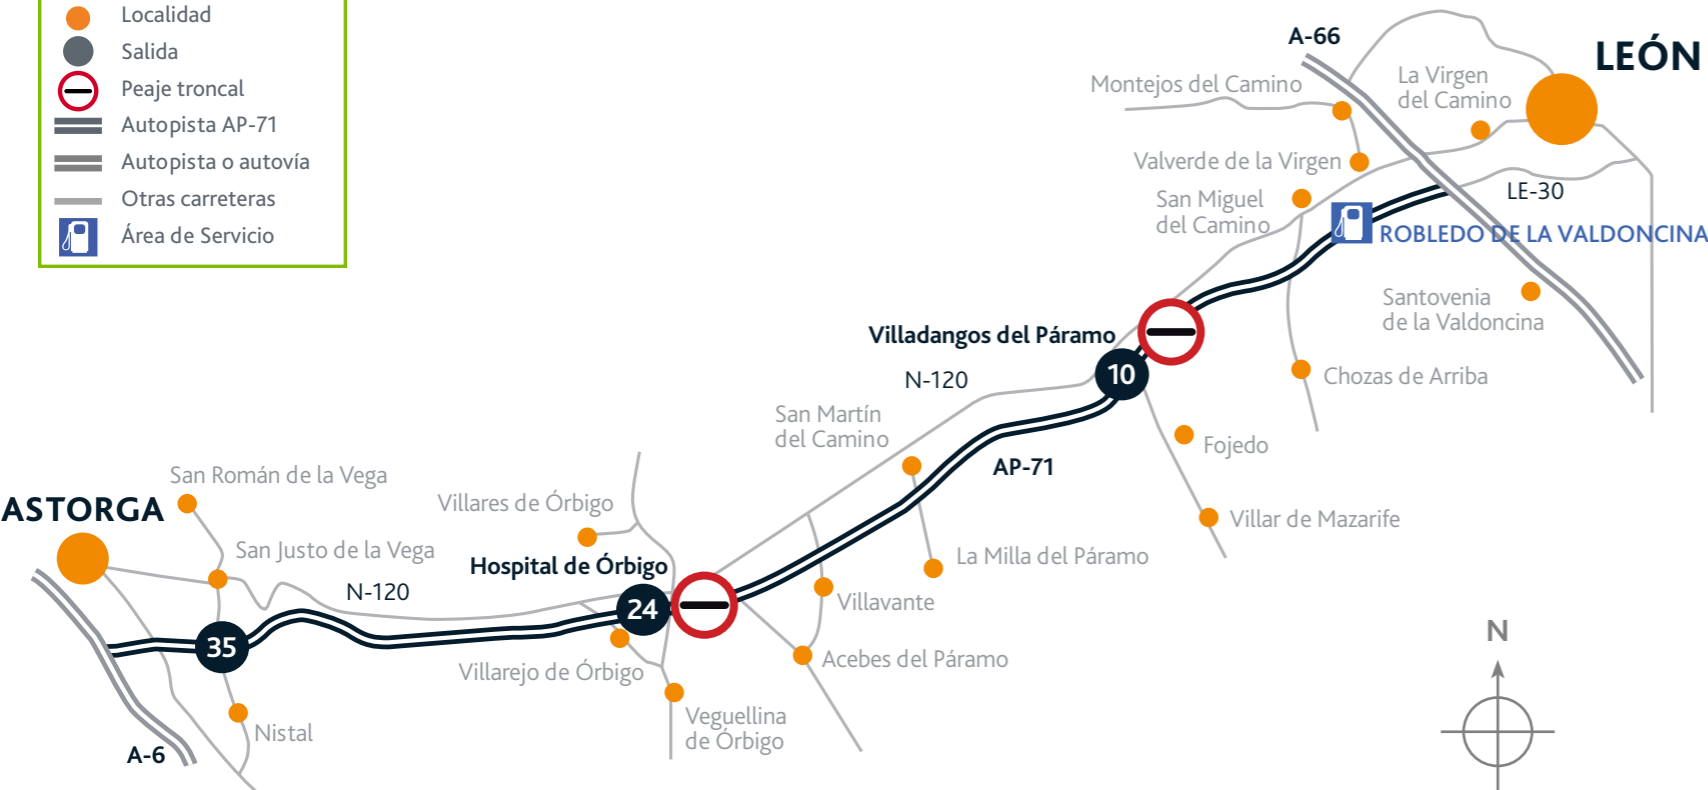 Localidad
Salida
Peaje troncal
Autopista AP-71
Autopista o autovía
Otras carreteras
Área de Servicio
A-66
LEÓN
Montejos del Camino
La Virgen
del Camino
Valverde de la Virgen
San Miguel
del Camino
LE-30
ROBLEDO DE LA VALDONCINA
Santovenia
de la Valdoncina
Villadangos del Páramo
10
N-120
Chozas de Arriba
San Martín
del Camino
Fojedo
AP-71
San Román de la Vega
ASTORGA
Villares de Órbigo
Villar de Mazarife
San Justo de la Vega
Hospital de Órbigo
La Milla del Páramo
N-120
24
Villavante
35
Villarejo de Órbigo
Acebes del Páramo
N
Nistal
Veguellina
de Órbigo
A-6